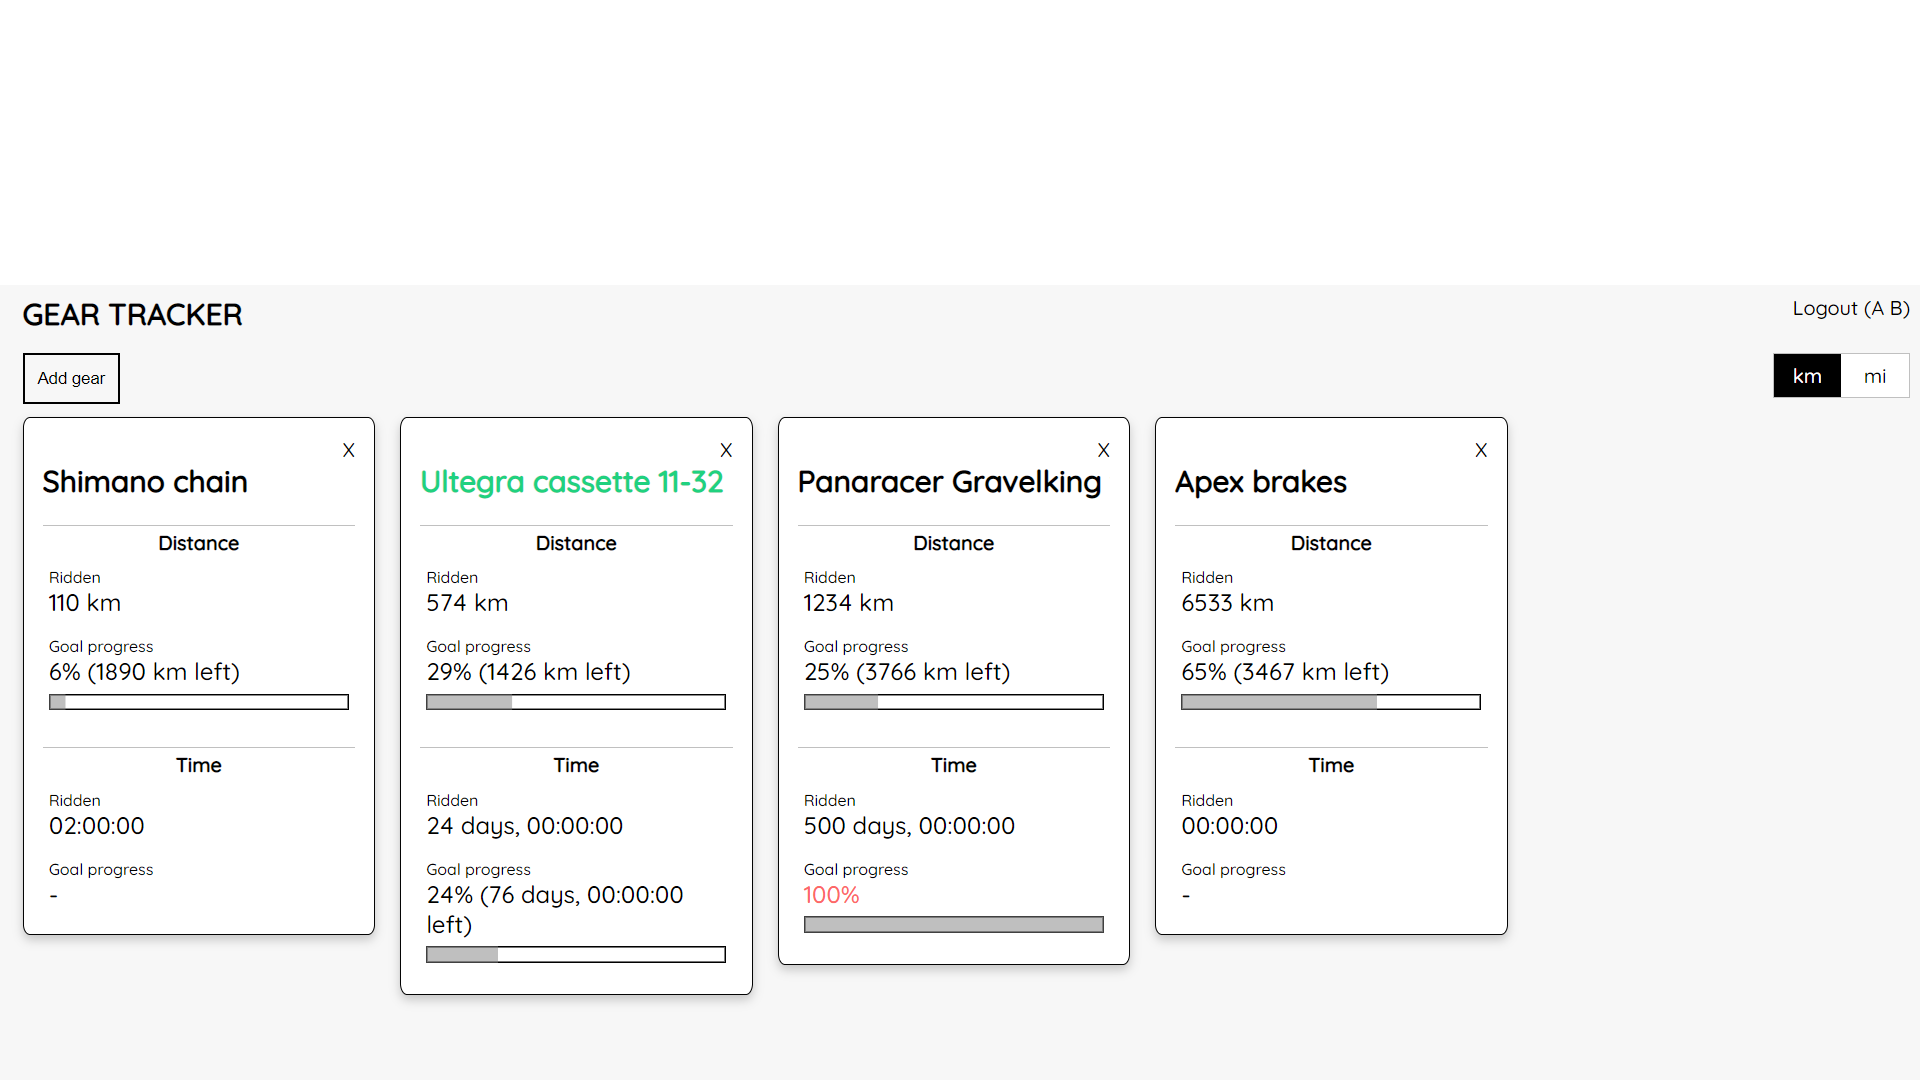 GEAR TRACKER
Logout (A B)
Add gear
km mi
X
Shimano chain
Distance
Ridden
110 km
Goal progress
6% (1890 km left)
Time
Ridden
02:00:00
Goal progress
-
X
Ultegra cassette 11-32
Distance
Ridden
574 km
Goal progress
29% (1426 km left)
Time
Ridden
24 days, 00:00:00
Goal progress
24% (76 days, 00:00:00
left)
X
Panaracer Gravelking
Distance
Ridden
1234 km
Goal progress
25% (3766 km left)
Time
Ridden
500 days, 00:00:00
Goal progress
100%
X
Apex brakes
Distance
Ridden
6533 km
Goal progress
65% (3467 km left)
Time
Ridden
00:00:00
Goal progress
-